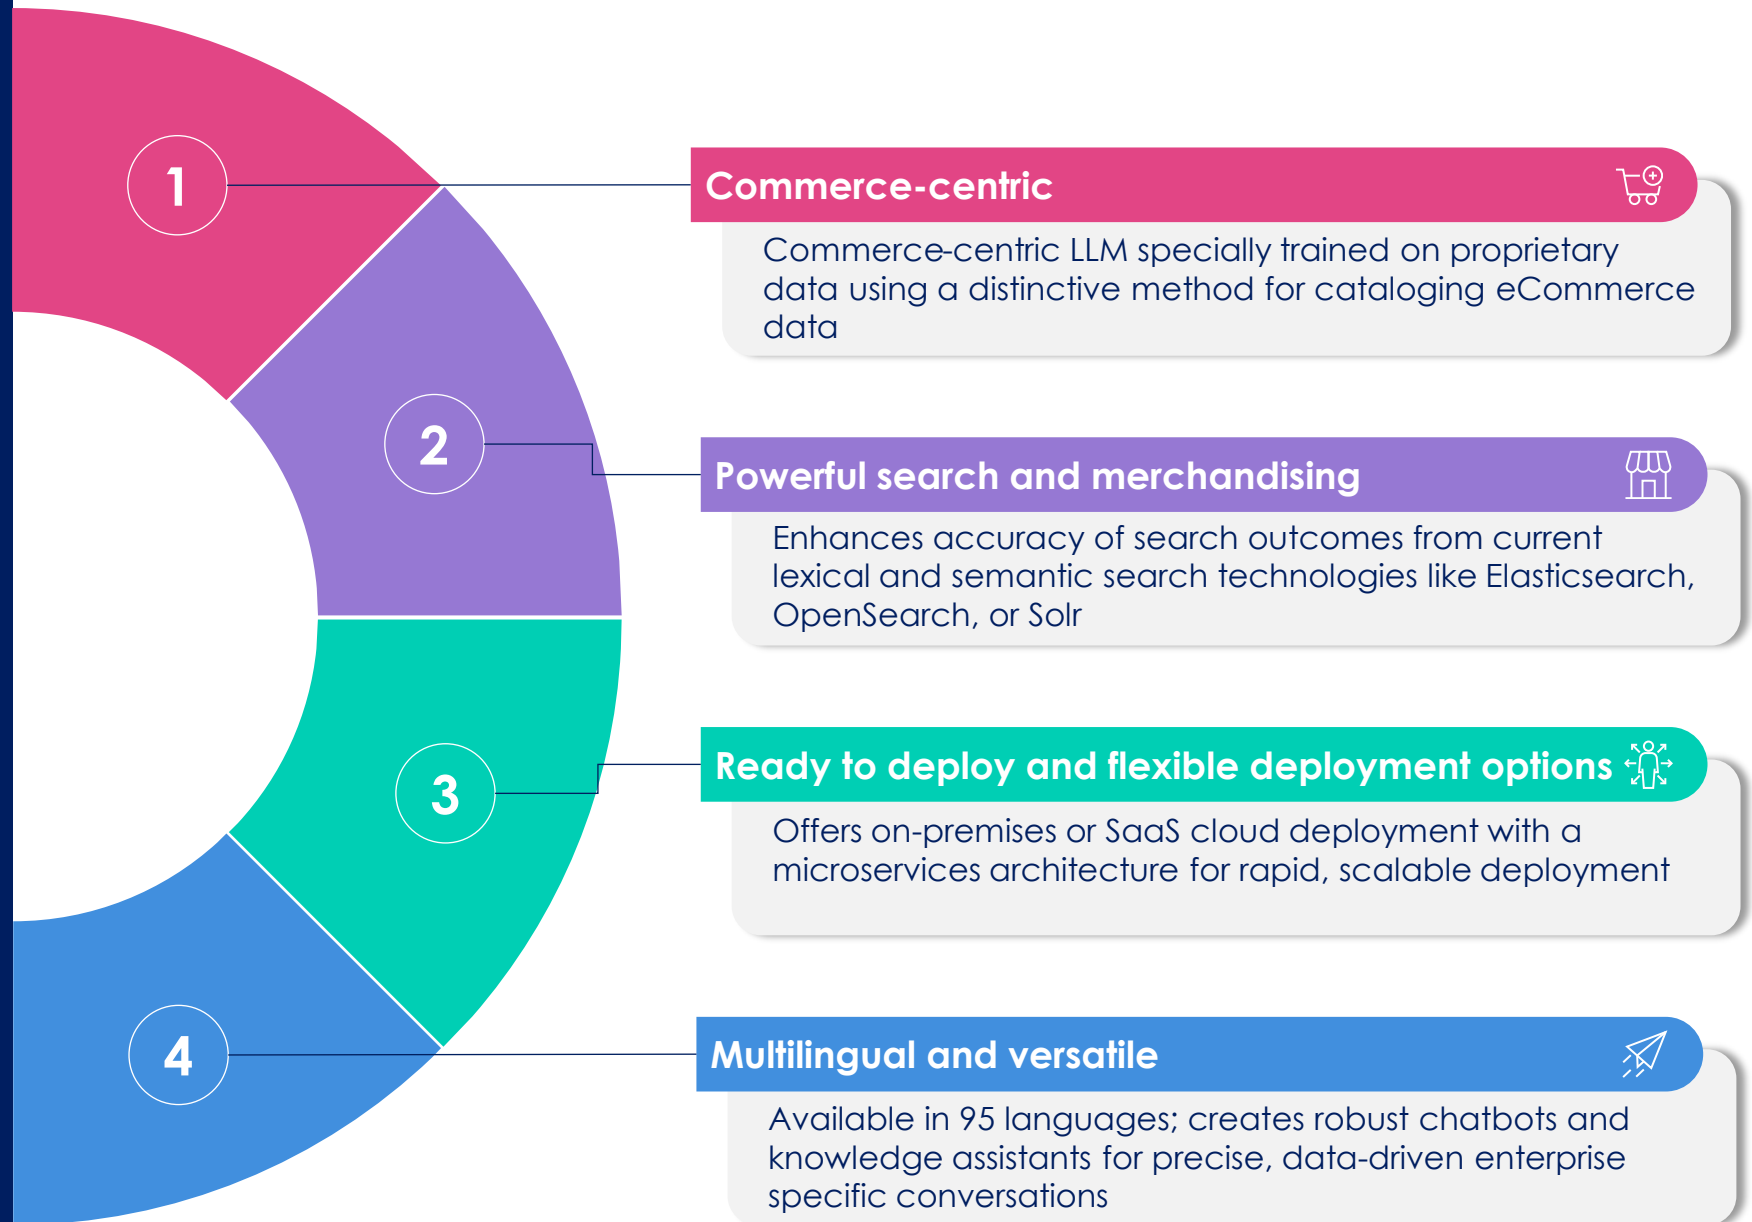 1
Commerce-centric
Commerce-centric LLM specially trained on proprietary
data using a distinctive method for cataloging eCommerce
data
2
Powerful search and merchandising
Enhances accuracy of search outcomes from current
lexical and semantic search technologies like Elasticsearch,
OpenSearch, or Solr
3
Ready to deploy and flexible deployment options
Offers on-premises or SaaS cloud deployment with a
microservices architecture for rapid, scalable deployment
4
Multilingual and versatile
Available in 95 languages; creates robust chatbots and
knowledge assistants for precise, data-driven enterprise
specific conversations